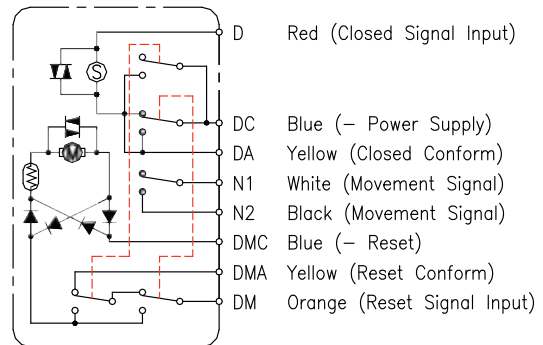 D Red (Closed Signal Input)
S
DC Blue (– Power Supply)
DA Yellow (Closed Conform)
M
N1 White (Movement Signal)
N2 Black (Movement Signal)
DMC Blue (– Reset)
DMA Yellow (Reset Conform)
DM Orange (Reset Signal Input)